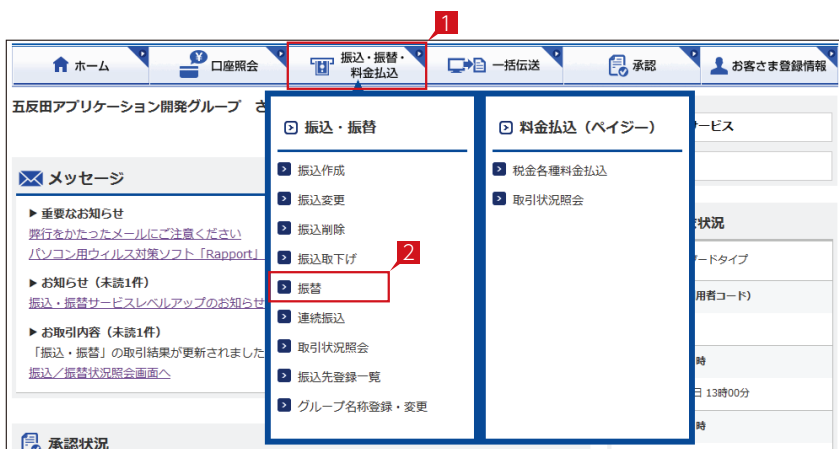 1
ホーム
口座照会
振込・振替・
料金払込
一括伝送
承認
お客さま登録情報
五反田アプリケーション開発グループ さ
メッセージ
▶ 重要なお知らせ
弊行をかたったメールにご注意ください
パソコン用ウィルス対策ソフト「Rapport」
▶ お知らせ（未読1件）
振込・振替サービスレベルアップのお知らせ
▶ お取引内容（未読1件）
「振込・振替」の取引結果が更新されました
振込／振替状況照会画面へ
承認状況
振込・振替
振込作成
振込変更
振込削除
振込取下げ
2
振替
連続振込
取引状況照会
振込先登録一覧
グループ名称登録・変更
料金払込（ペイジー）
税金各種料金払込
取引状況照会
ービス
状況
ードタイプ
用者コード）
時
日 13時00分
時